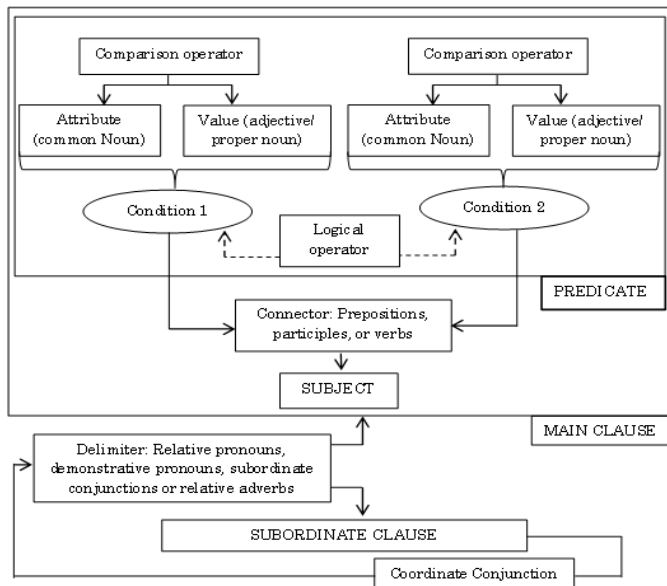 Comparison operator
Comparison operator
Attribute
(common Noun)
Value (adjective/
proper noun)
Attribute
(common Noun)
Value (adjective/
proper noun)
Condition 1
Condition 2
Logical
operator
PREDICATE
Connector: Prepositions,
participles, or verbs
SUBJECT
MAIN CLAUSE
Delimiter: Relative pronouns,
demonstrative pronouns, subordinate
conjunctions or relative adverbs
SUBORDINATE CLAUSE
Coordinate Conjunction